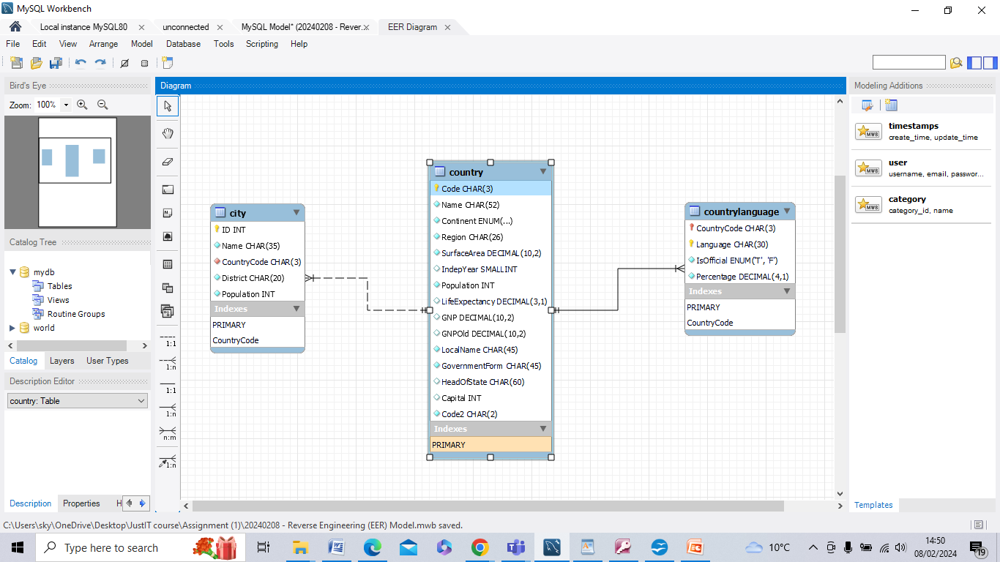 MySQL Workbench
Local instance MySQL80
unconnected
MySQL Model* (20240208 - Rever...
EER Diagram
File Edit View Arrange Model Database Tools Scripting Help
Bird's Eye
Zoom: 100%
Catalog Tree
mydb
Tables
Views
Routine Groups
world
Catalog Layers User Types
Description Editor
country: Table
Description Properties H
Diagram
1:1
1:n
1:1
1:n
n:m
1:n
city
ID INT
Name CHAR(35)
CountryCode CHAR(3)
District CHAR(20)
Population INT
Indexes
PRIMARY
CountryCode
country
Code CHAR(3)
Name CHAR(52)
Continent ENUM(...)
Region CHAR(26)
SurfaceArea DECIMAL(10,2)
IndepYear SMALLINT
Population INT
LifeExpectancy DECIMAL(3,1)
GNP DECIMAL(10,2)
GNPOld DECIMAL(10,2)
LocalName CHAR(45)
GovernmentForm CHAR(45)
HeadOfState CHAR(60)
Capital INT
Code2 CHAR(2)
Indexes
PRIMARY
countrylanguage
CountryCode CHAR(3)
Language CHAR(30)
IsOfficial ENUM('T', 'F')
Percentage DECIMAL(4,1)
Indexes
PRIMARY
CountryCode
Modeling Additions
MWB
timestamps
create_time, update_time
MWB
user
username, email, passwor...
MWB
category
category_id, name
Templates
C:\Users\sky\OneDrive\Desktop\JustIT course\Assignment (1)\20240208 - Reverse Engineering (EER) Model.mwb saved.
Type here to search
10°C
14:50
08/02/2024
19